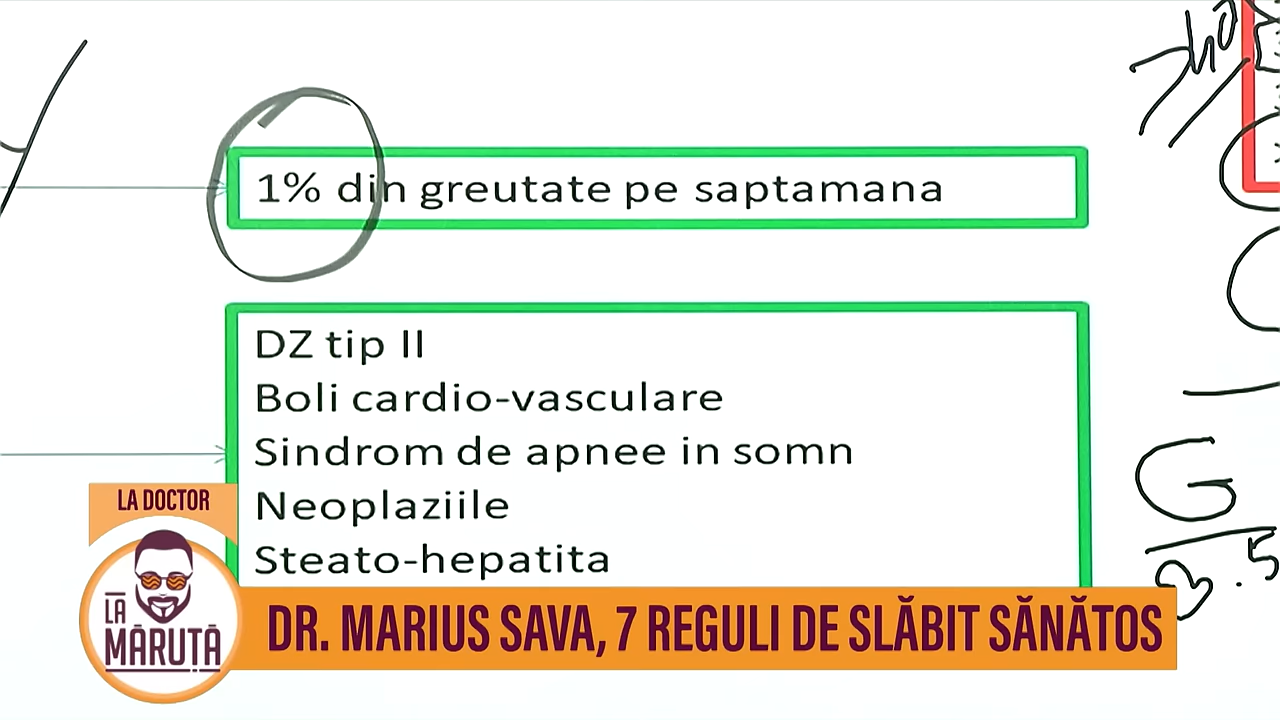 1% din greutate pe saptamana
DZ tip II
Boli cardio-vasculare
Sindrom de apnee in somn
Neoplaziile
Steato-hepatita
G
LA DOCTOR
LA
MĂRUȚĂ
DR. MARIUS SAVA, 7 REGULI DE SLĂBIT SĂNĂTOS